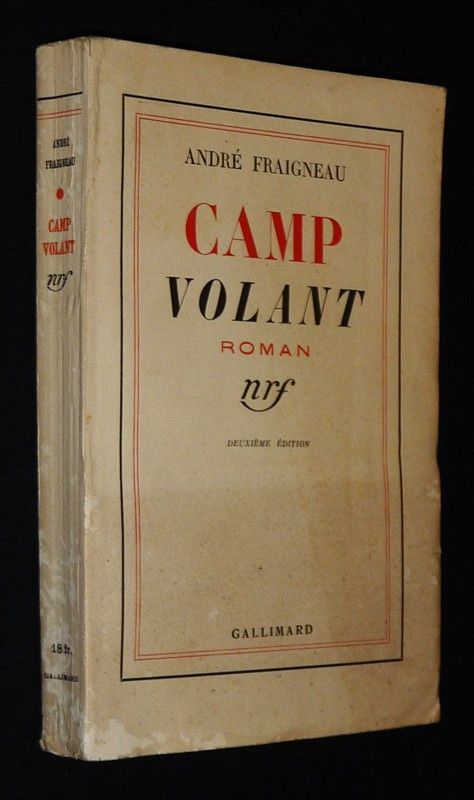 ANDRÉ
FRAIGNEAU
CAMP
VOLANT
nrf
18 fr.
GALLIMARD
ANDRÉ FRAIGNEAU
CAMP
VOLANT
ROMAN
nrf
DEUXIÈME ÉDITION
GALLIMARD